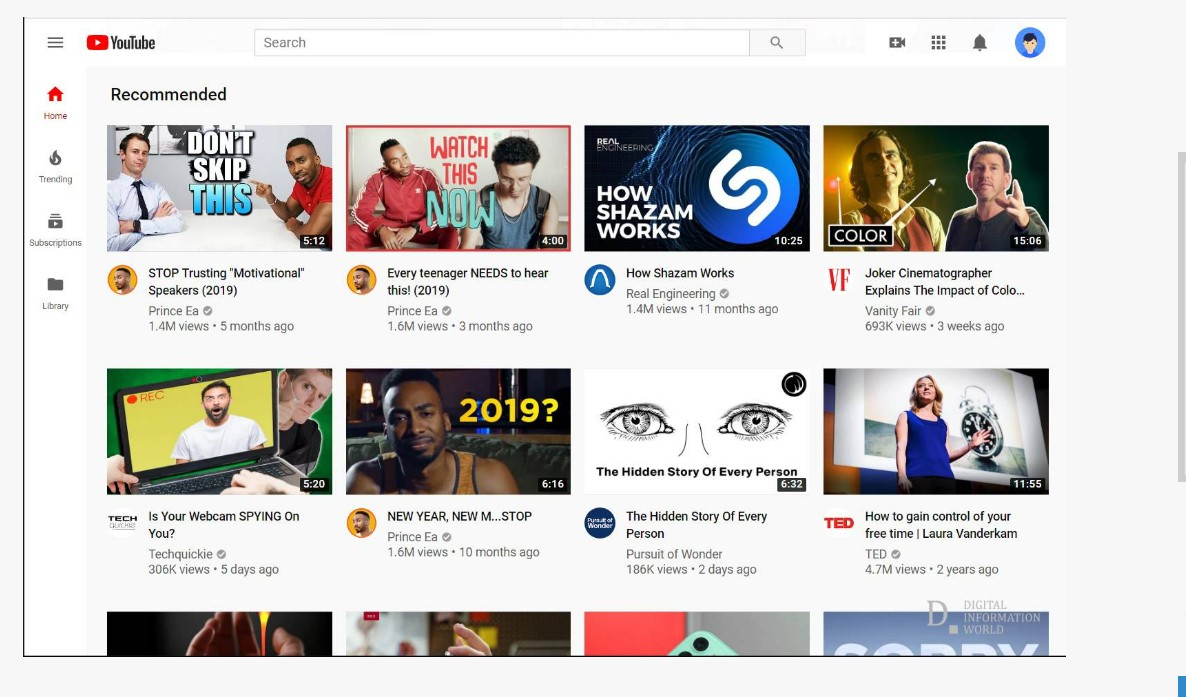 YouTube
Search
Home
Trending
Subscriptions
Library
Recommended
DON'T
SKIP
THIS
5:12
WATCH
THIS
NOW
4:00
REAL
ENGINEERING
HOW
SHAZAM
WORKS
10:25
COLOR
15:06
STOP Trusting "Motivational"
Speakers (2019)
Prince Ea
1.4M views • 5 months ago
Every teenager NEEDS to hear
this! (2019)
Prince Ea
1.6M views • 3 months ago
How Shazam Works
Real Engineering
1.4M views • 11 months ago
VF
Joker Cinematographer
Explains The Impact of Colo...
Vanity Fair
693K views • 3 weeks ago
REC
5:20
2019?
6:16
The Hidden Story Of Every Person
6:32
11:55
TECH
QUICKIE
Is Your Webcam SPYING On
You?
Techquickie
306K views • 5 days ago
NEW YEAR, NEW M...STOP
Prince Ea
1.6M views • 10 months ago
Pursuit of
Wonder
The Hidden Story Of Every
Person
Pursuit of Wonder
186K views • 2 days ago
TED
How to gain control of your
free time | Laura Vanderkam
TED
4.7M views • 2 years ago
D.
DIGITAL
INFORMATION
WORLD
SORRY